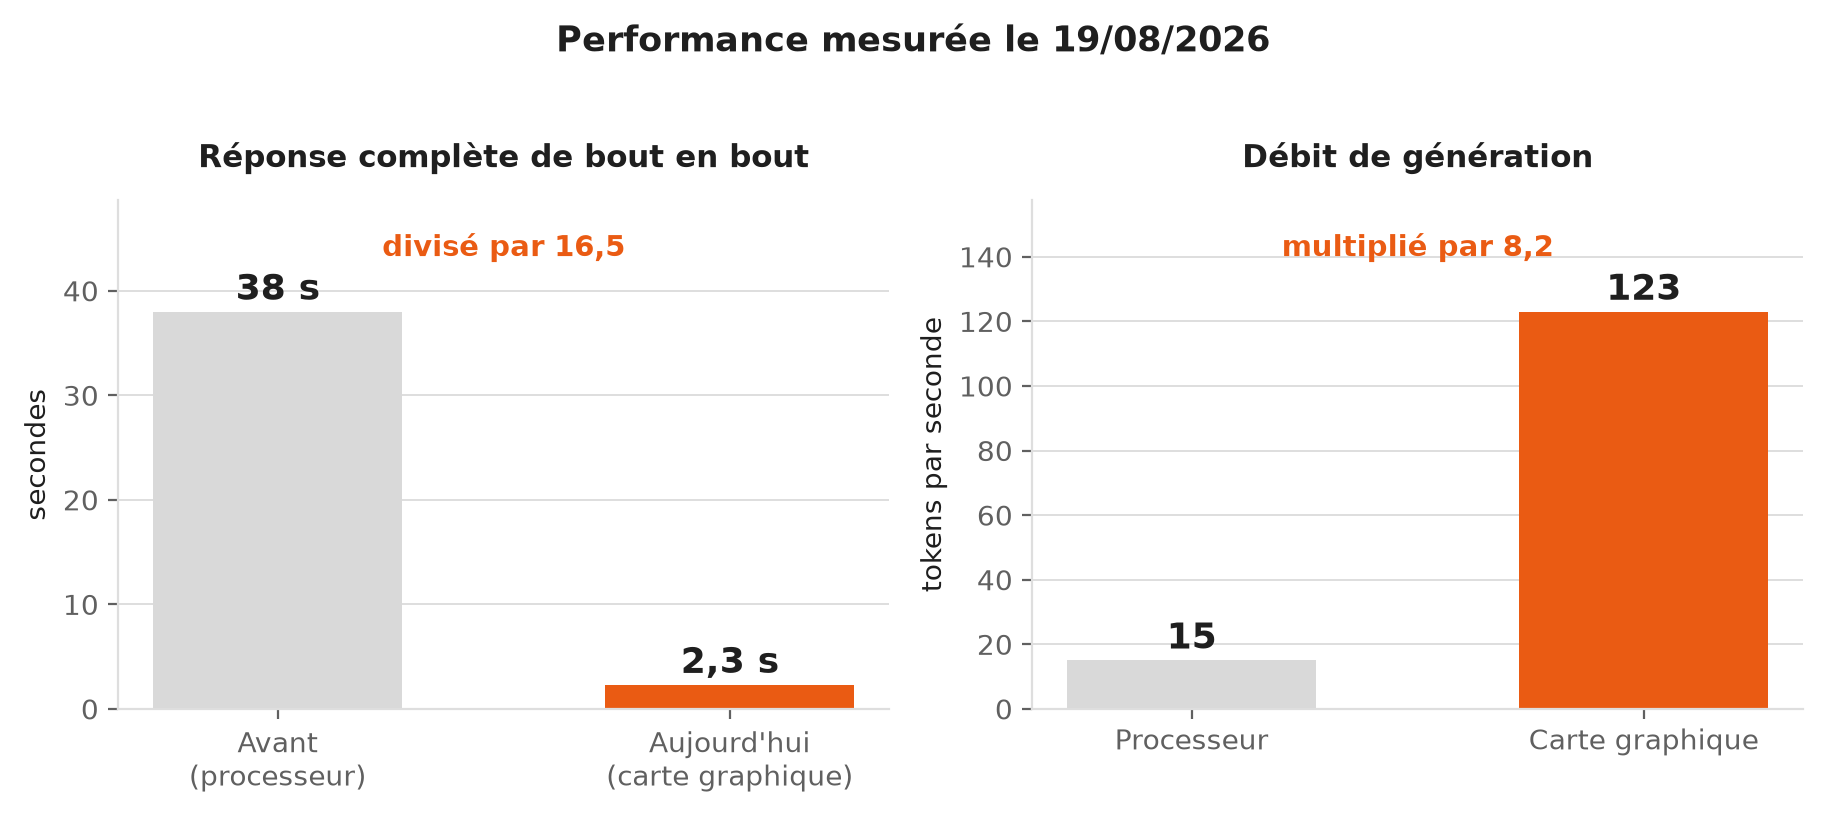 Performance mesurée le 19/08/2026
Réponse complète de bout en bout
divisé par 16,5
38 s
2,3 s
40
30
20
10
0
secondes
Avant
(processeur)
Aujourd'hui
(carte graphique)
Débit de génération
multiplié par 8,2
123
15
140
120
100
80
60
40
20
0
tokens par seconde
Processeur
Carte graphique